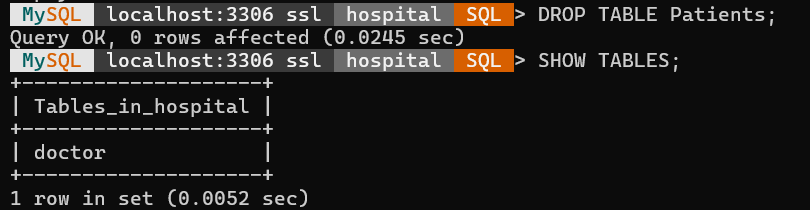 MySQL localhost:3306 ssl hospital SQL > DROP TABLE Patients;
Query OK, 0 rows affected (0.0245 sec)
MySQL localhost:3306 ssl hospital SQL > SHOW TABLES;
+--------------------+
| Tables_in_hospital |
+--------------------+
| doctor             |
+--------------------+
1 row in set (0.0052 sec)